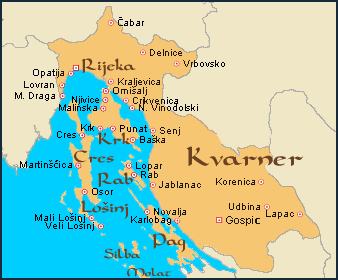 Čabar
Delnice
Vrbovsko
Rijeka
Opatija
Lovran
M. Draga
Kraljevica
Omišalj
Njivice
Crikvenica
Malinska
N. Vinodolski
Krk
Punat
Senj
Cres
Krk
Baška
Kvarner
Martinšćica
Cres
Lopar
Rab
Rab
Korenica
Jablanac
Osor
Lošinj
Udbina
Lapac
Mali Lošinj
Novalja
Veli Lošinj
Karlobag
Gospic
Pag
Silba
Molat